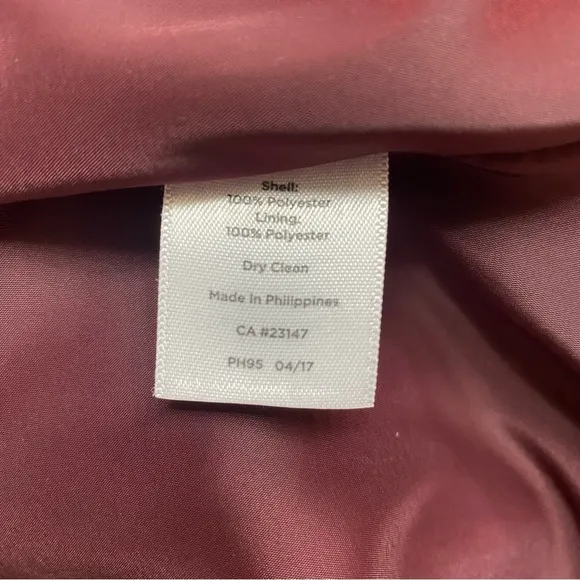 Shell:
100% Polyester
Lining:
100% Polyester
Dry Clean
Made in Philippines
CA #23147
PH95 04/17